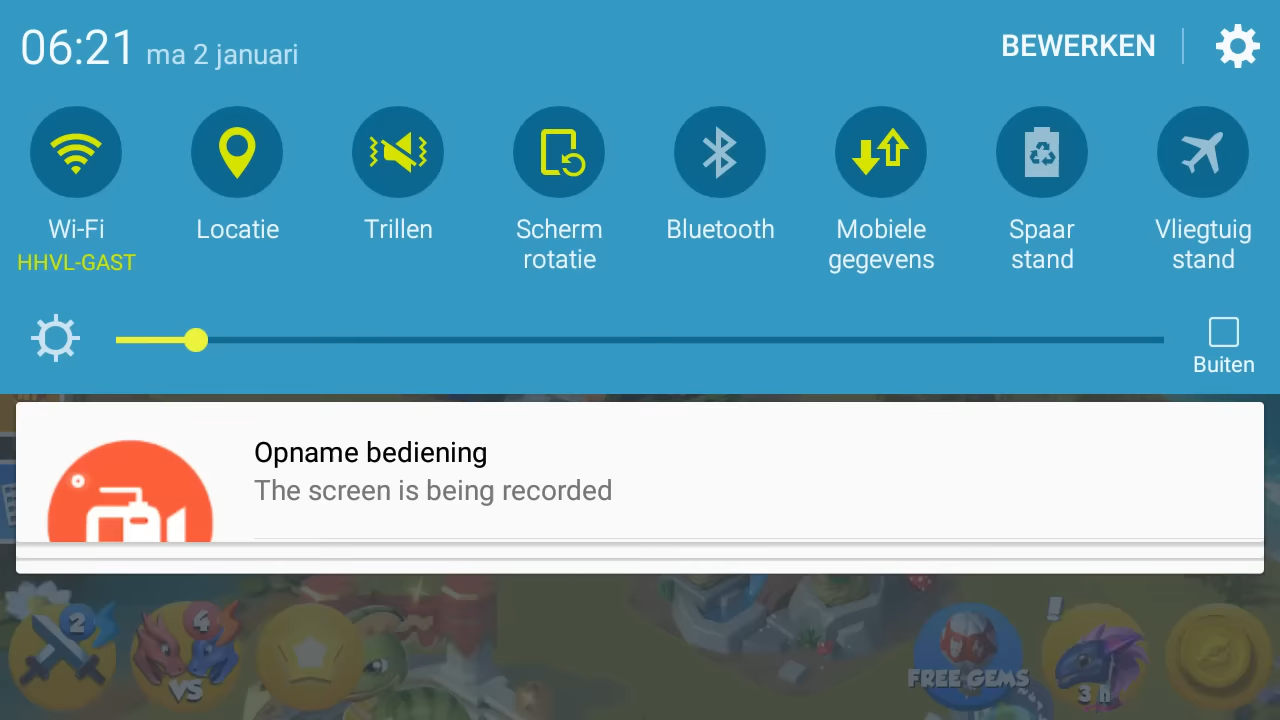 06:21 ma 2 januari
BEWERKEN
Wi-Fi
HHVL-GAST
Locatie
Trillen
Scherm
rotatie
Bluetooth
Mobiele
gegevens
Spaar
stand
Vliegtuig
stand
Buiten
Opname bediening
The screen is being recorded
2
4
VS
FREE GEMS
3 h